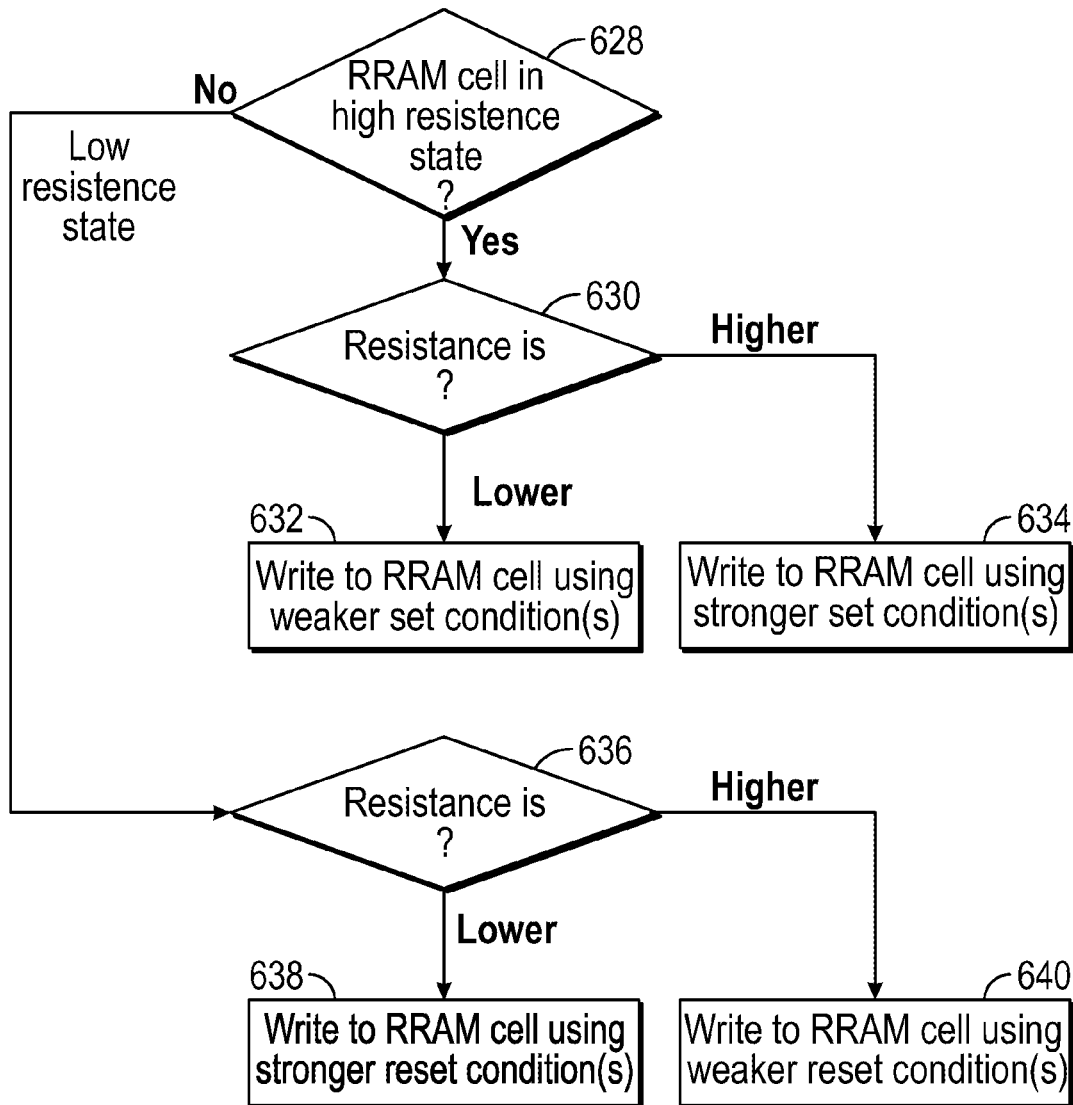 628
RRAM cell in
high resistence
state
?
No
Low
resistence
state
Yes
630
Resistance is
?
Higher
Lower
632
Write to RRAM cell using
weaker set condition(s)
634
Write to RRAM cell using
stronger set condition(s)
636
Resistance is
?
Higher
Lower
638
Write to RRAM cell using
stronger reset condition(s)
640
Write to RRAM cell using
weaker reset condition(s)